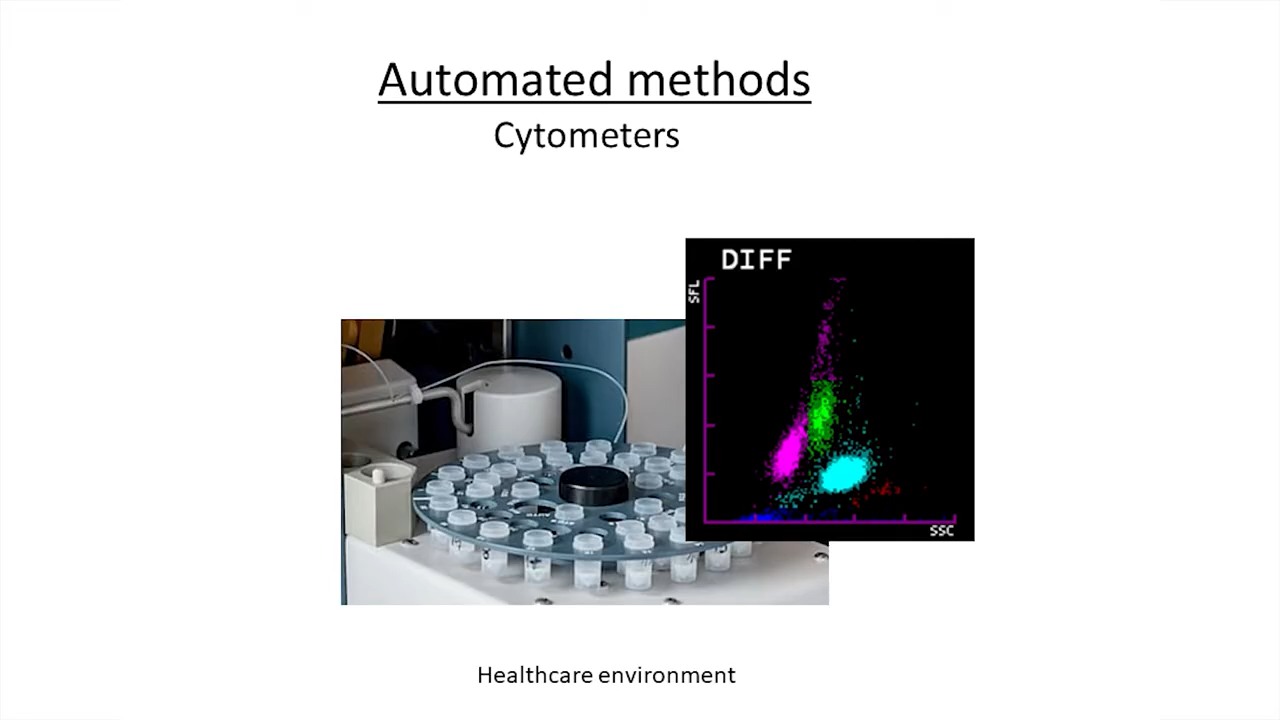 Automated methods
Cytometers
DIFF
SFL
SSC
Healthcare environment